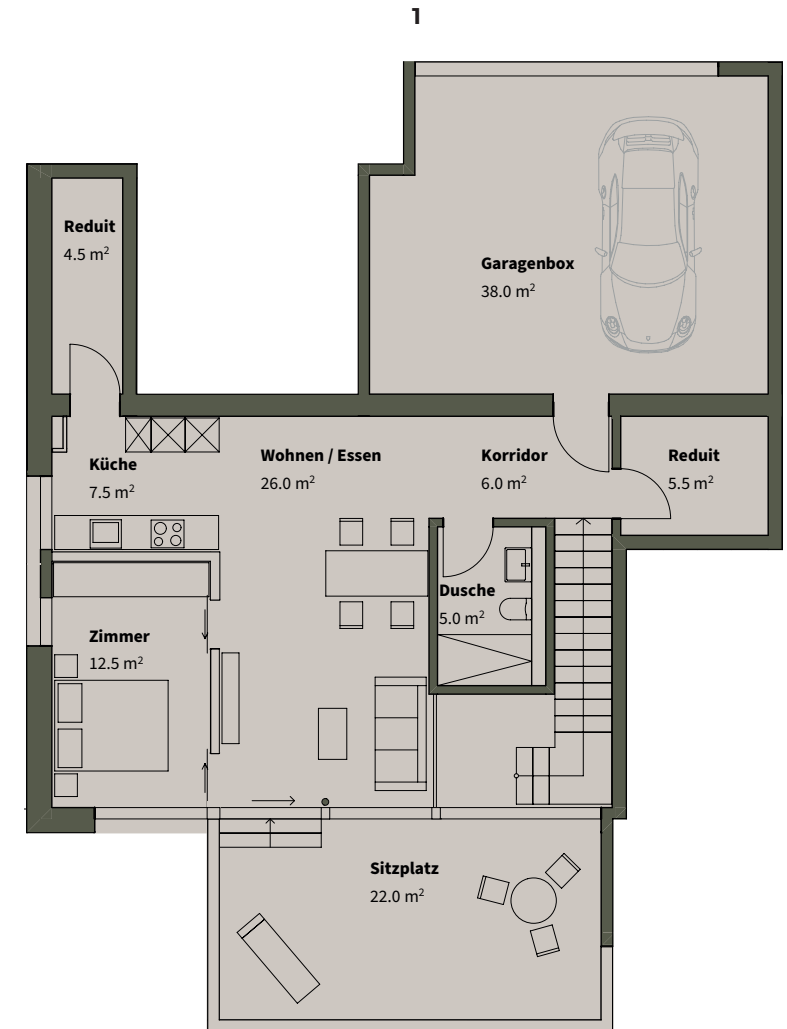 1
Reduit
4.5 m²
Garagenbox
38.0 m²
Küche
7.5 m²
Wohnen / Essen
26.0 m²
Korridor
6.0 m²
Reduit
5.5 m²
Dusche
5.0 m²
Zimmer
12.5 m²
Sitzplatz
22.0 m²